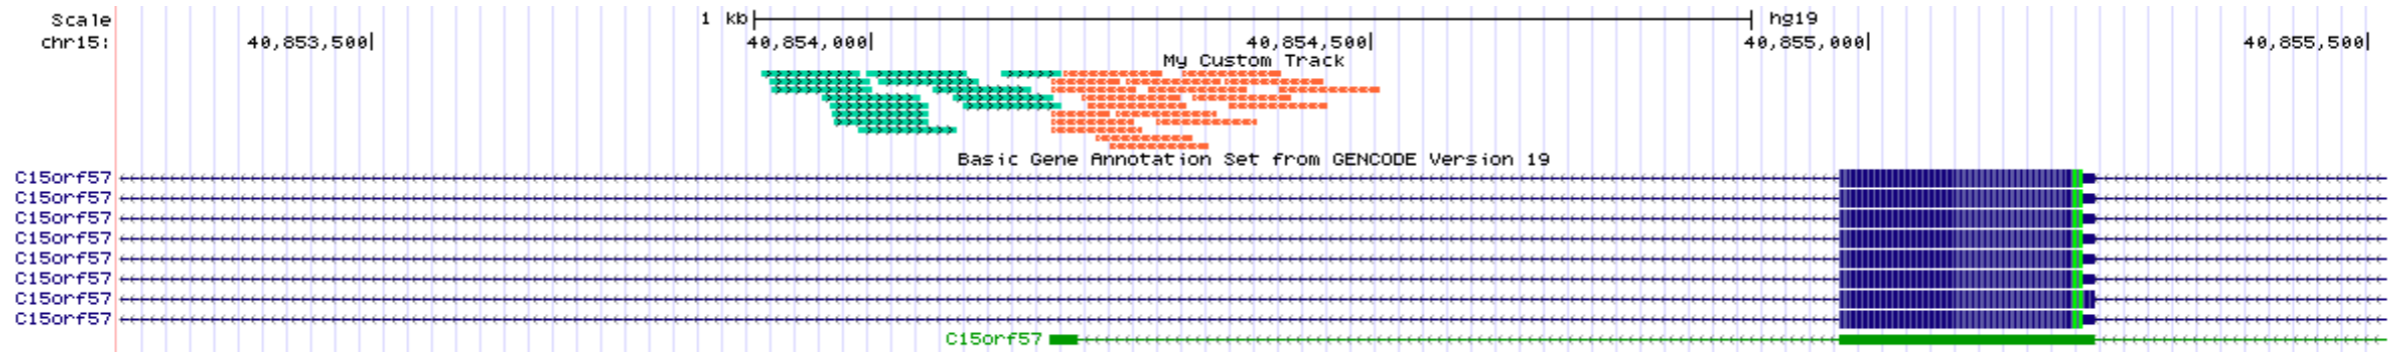 Scale 1 kb hg19
chr15: 40,853,500| 40,854,000| 40,854,500| 40,855,000| 40,855,500|
My Custom Track
Basic Gene Annotation Set from GENCODE Version 19
C15orf57
C15orf57
C15orf57
C15orf57
C15orf57
C15orf57
C15orf57
C15orf57
C15orf57